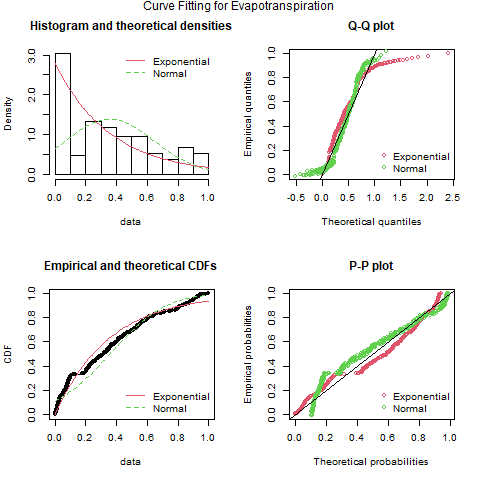 Curve Fitting for Evapotranspiration
Histogram and theoretical densities
Density
0.0 1.0 2.0 3.0
Exponential
Normal
0.0 0.2 0.4 0.6 0.8 1.0
data
Q-Q plot
Empirical quantiles
0.0 0.2 0.4 0.6 0.8 1.0
Exponential
Normal
-0.5 0.0 0.5 1.0 1.5 2.0 2.5
Theoretical quantiles
Empirical and theoretical CDFs
CDF
0.0 0.2 0.4 0.6 0.8 1.0
Exponential
Normal
0.0 0.2 0.4 0.6 0.8 1.0
data
P-P plot
Empirical probabilities
0.0 0.2 0.4 0.6 0.8 1.0
Exponential
Normal
0.0 0.2 0.4 0.6 0.8 1.0
Theoretical probabilities